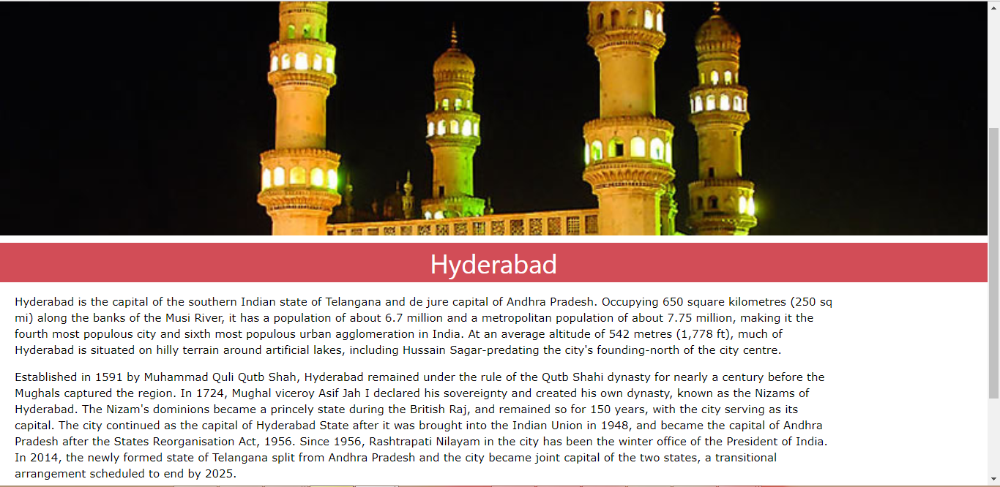 Hyderabad
Hyderabad is the capital of the southern Indian state of Telangana and de jure capital of Andhra Pradesh. Occupying 650 square kilometres (250 sq
mi) along the banks of the Musi River, it has a population of about 6.7 million and a metropolitan population of about 7.75 million, making it the
fourth most populous city and sixth most populous urban agglomeration in India. At an average altitude of 542 metres (1,778 ft), much of
Hyderabad is situated on hilly terrain around artificial lakes, including Hussain Sagar-predating the city's founding-north of the city centre.
Established in 1591 by Muhammad Quli Qutb Shah, Hyderabad remained under the rule of the Qutb Shahi dynasty for nearly a century before the
Mughals captured the region. In 1724, Mughal viceroy Asif Jah I declared his sovereignty and created his own dynasty, known as the Nizams of
Hyderabad. The Nizam's dominions became a princely state during the British Raj, and remained so for 150 years, with the city serving as its
capital. The city continued as the capital of Hyderabad State after it was brought into the Indian Union in 1948, and became the capital of Andhra
Pradesh after the States Reorganisation Act, 1956. Since 1956, Rashtrapati Nilayam in the city has been the winter office of the President of India.
In 2014, the newly formed state of Telangana split from Andhra Pradesh and the city became joint capital of the two states, a transitional
arrangement scheduled to end by 2025.